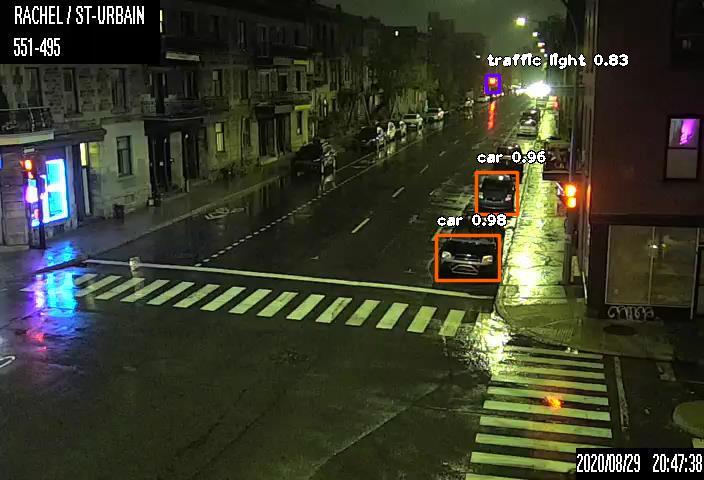 RACHEL / ST-URBAIN
551-495
traffic light 0.83
car 0.96
car 0.98
2020/08/29 20:47:38